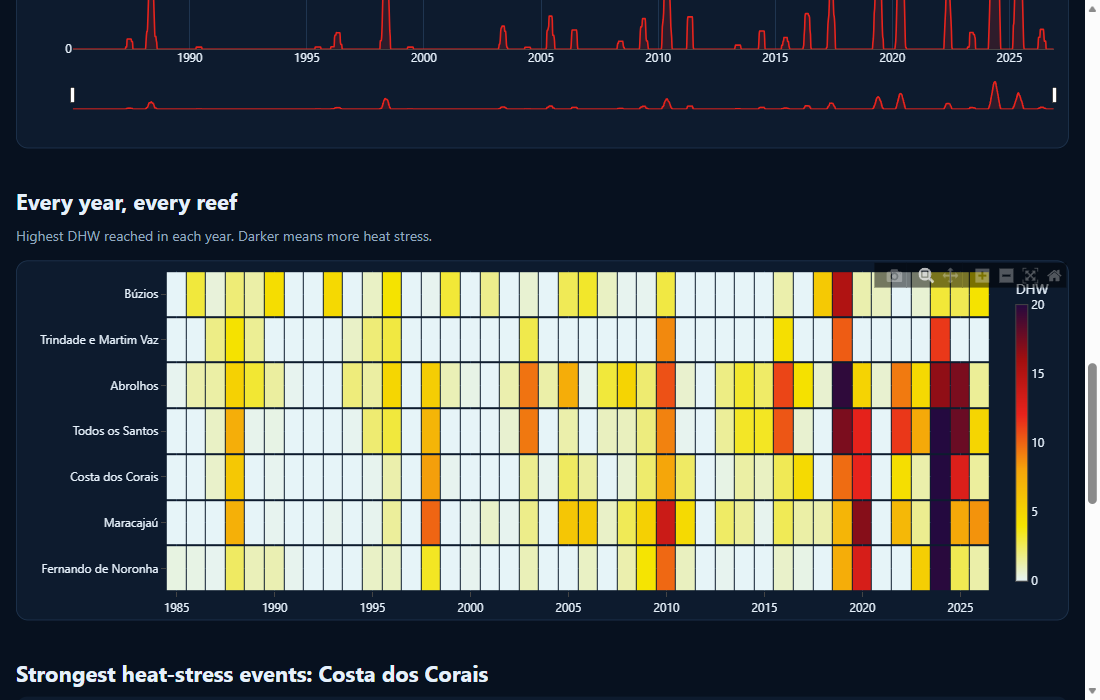 0
1990 1995 2000 2005 2010 2015 2020 2025
Every year, every reef
Highest DHW reached in each year. Darker means more heat stress.
DHW
Búzios
Trindade e Martim Vaz
Abrolhos
Todos os Santos
Costa dos Corais
Maracajaú
Fernando de Noronha
20
15
10
5
0
1985 1990 1995 2000 2005 2010 2015 2020 2025
Strongest heat-stress events: Costa dos Corais